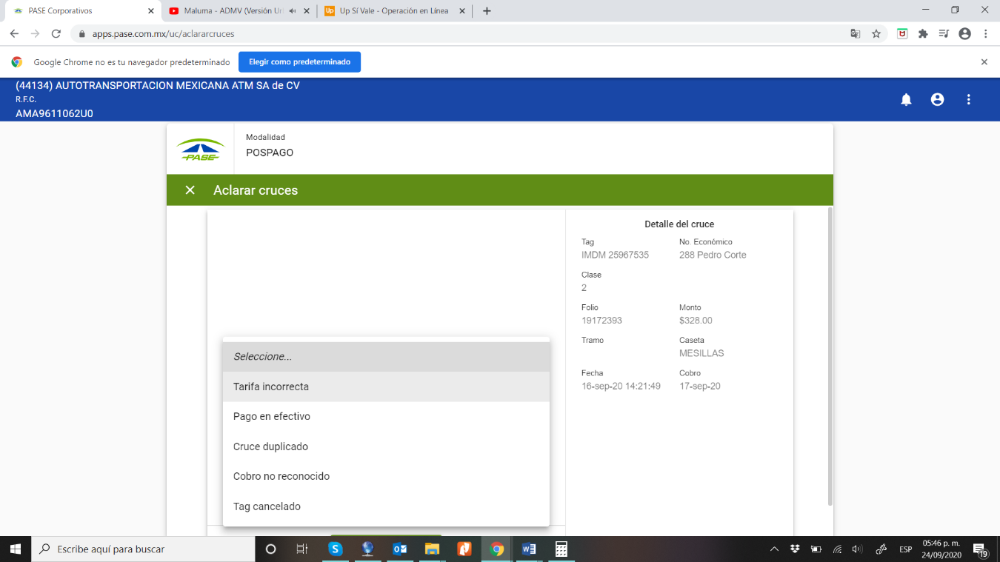 PASE Corporativos
Maluma - ADMV (Versión Ur
Up Sí Vale - Operación en Línea
apps.pase.com.mx/uc/aclararcruces
Google Chrome no es tu navegador predeterminado
Elegir como predeterminado
(44134) AUTOTRANSPORTACION MEXICANA ATM SA de CV
R.F.C.
AMA9611062U0
PASE
Modalidad
POSPAGO
Aclarar cruces
Seleccione...
Tarifa incorrecta
Pago en efectivo
Cruce duplicado
Cobro no reconocido
Tag cancelado
Detalle del cruce
Tag
No. Económico
IMDM 25967535
288 Pedro Corte
Clase
2
Folio
Monto
19172393
$328.00
Tramo
Caseta
MESILLAS
Fecha
Cobro
16-sep-20 14:21:49
17-sep-20
Escribe aquí para buscar
ESP
05:46 p. m.
24/09/2020
19